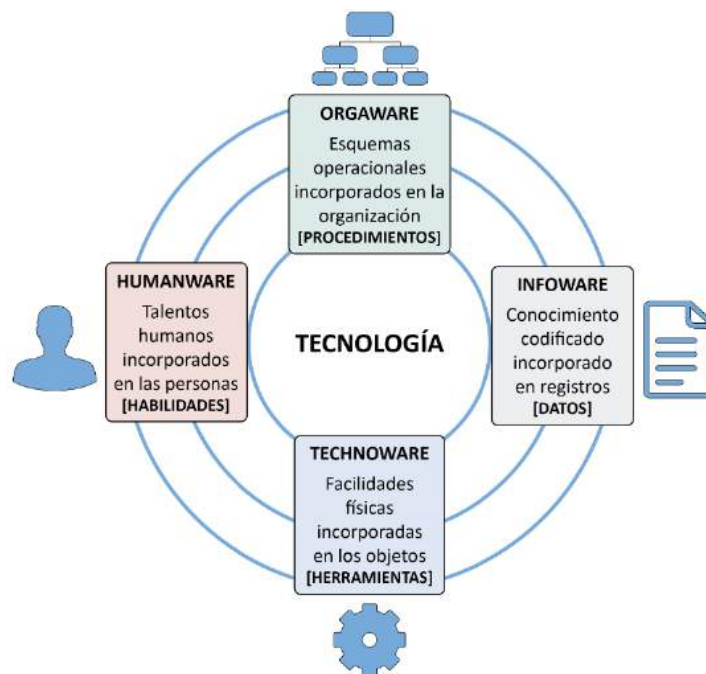 ORGAWARE
Esquemas
operacionales
incorporados en la
organización
[PROCEDIMIENTOS]
HUMANWARE
Talentos
humanos
incorporados
en las personas
[HABILIDADES]
TECNOLOGÍA
INFOWARE
Conocimiento
codificado
incorporado
en registros
[DATOS]
TECHNOWARE
Facilidades
físicas
incorporadas
en los objetos
[HERRAMIENTAS]